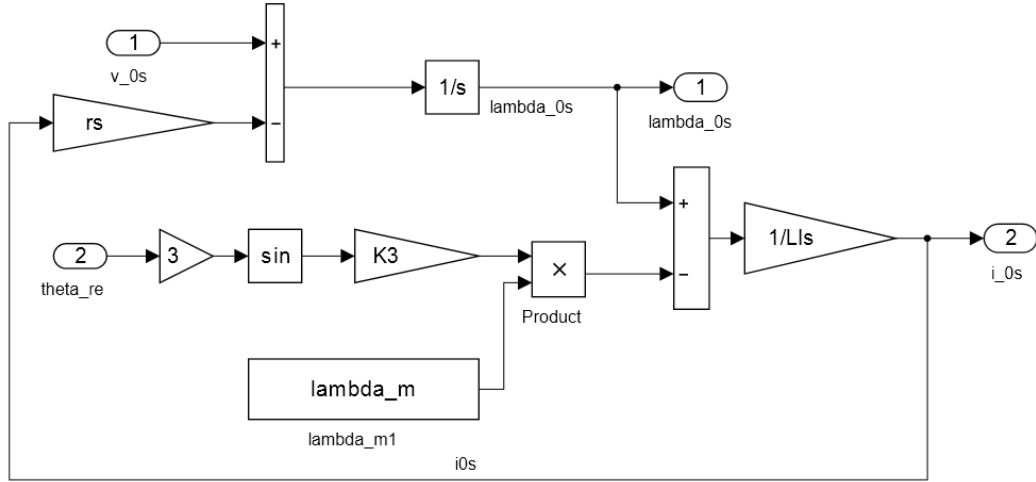 1
v_0s
+
−
rs
1/s
lambda_0s
1
lambda_0s
+
−
1/Lls
2
i_0s
2
theta_re
3
sin
K3
×
Product
lambda_m
lambda_m1
i0s